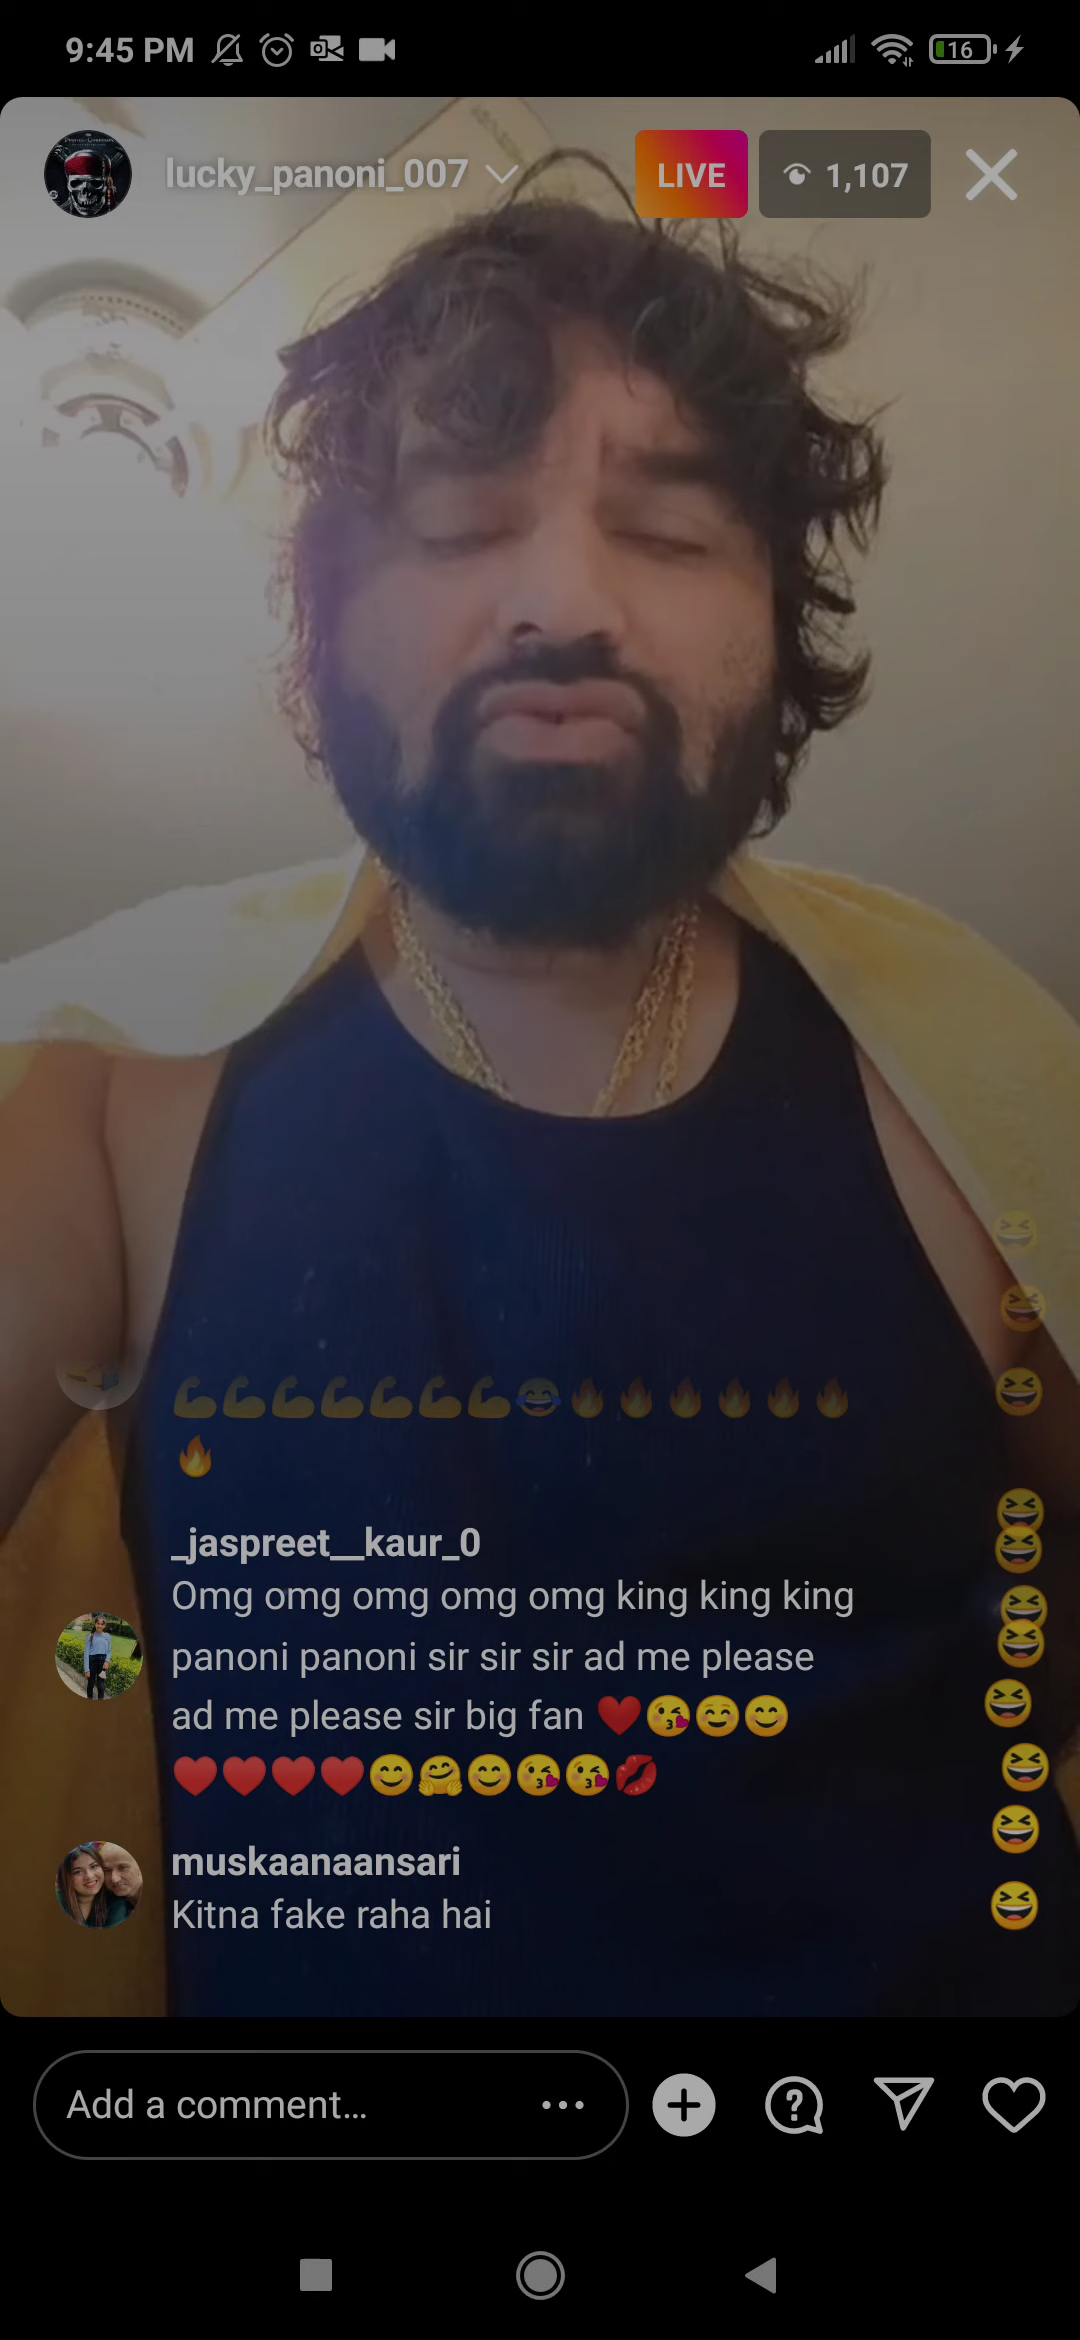 9:45 PM
16
lucky_panoni_007
LIVE
1,107
💪💪💪💪💪💪💪😂🔥🔥🔥🔥🔥🔥
🔥
_jaspreet__kaur_0
Omg omg omg omg omg king king king
panoni panoni sir sir sir ad me please
ad me please sir big fan ❤️😘☺️😊
❤️❤️❤️❤️😊🤗😊😘😘💋
muskaanaansari
Kitna fake raha hai
Add a comment...